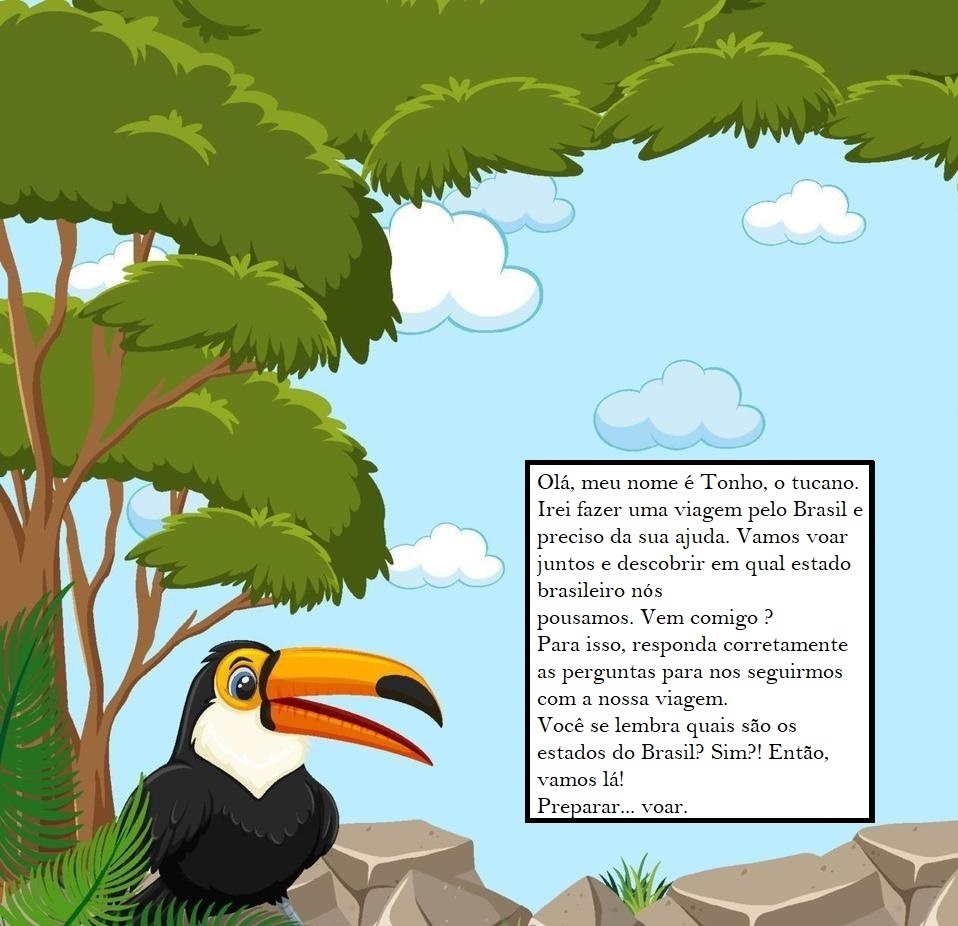 Olá, meu nome é Tonho, o tucano.
Irei fazer uma viagem pelo Brasil e
preciso da sua ajuda. Vamos voar
juntos e descobrir em qual estado
brasileiro nós
pousamos. Vem comigo ?
Para isso, responda corretamente
as perguntas para nos seguirmos
com a nossa viagem.
Você se lembra quais são os
estados do Brasil? Sim?! Então,
vamos lá!
Preparar... voar.